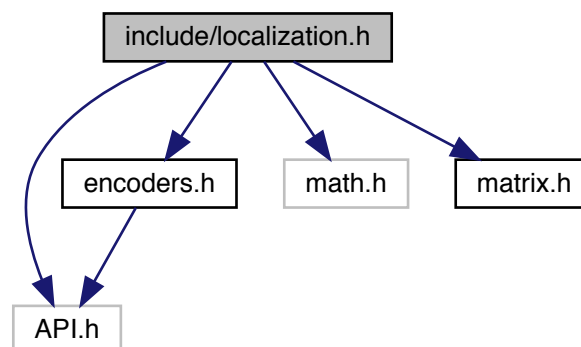 include/localization.h
encoders.h
math.h
matrix.h
API.h